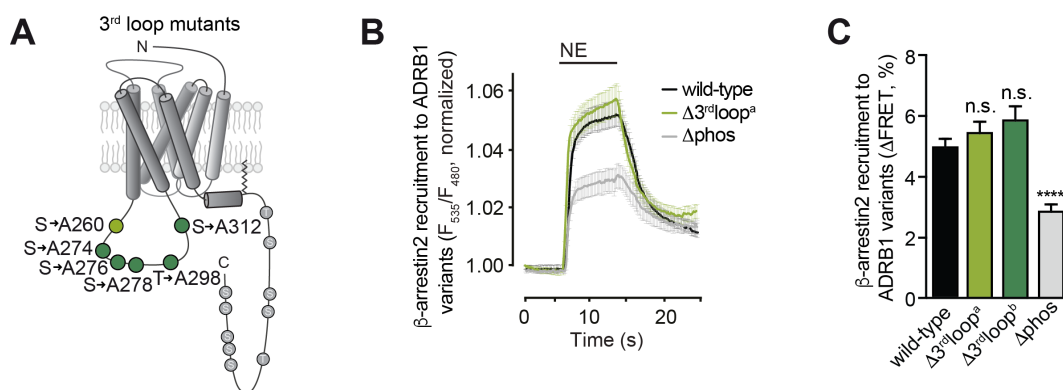 A
3rd loop mutants
N
S→A260
S→A312
S→A274
S→A276
S→A278
T→A298
C
B
β-arrestin2 recruitment to ADRB1
variants (F535/F480, normalized)
NE
1.06
1.04
1.02
1.00
wild-type
Δ3rdloopa
Δphos
0
10
20
Time (s)
C
β-arrestin2 recruitment to
ADRB1 variants (ΔFRET, %)
8
6
4
2
0
n.s.
n.s.
****
wild-type
Δ3rdloopa
Δ3rdloopb
Δphos